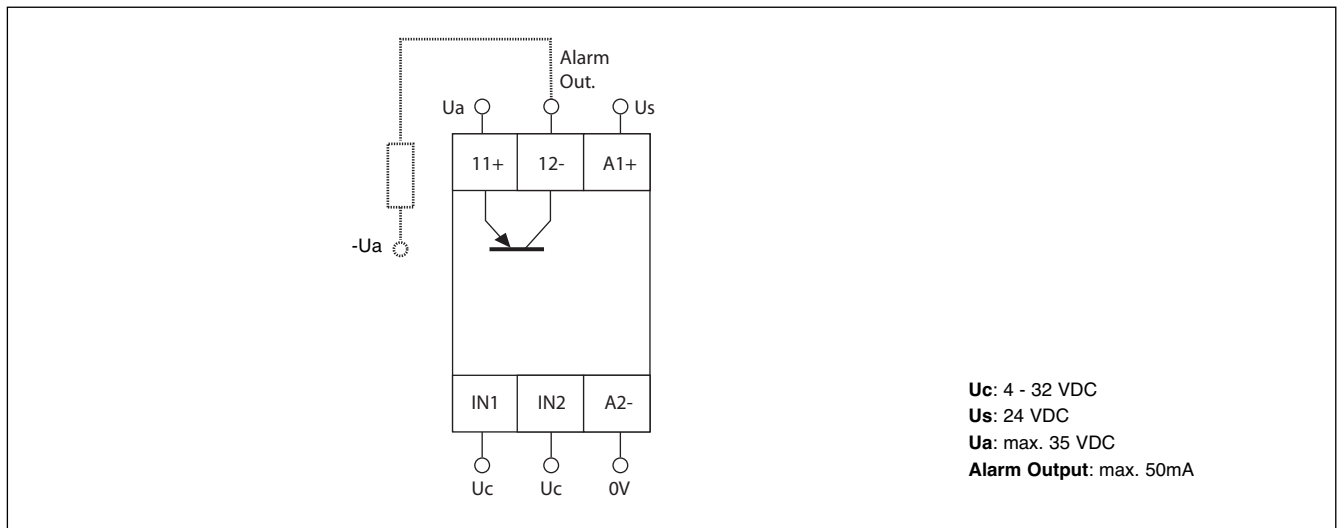 Alarm
Out.
Ua
Us
11+
12-
A1+
-Ua
IN1
IN2
A2-
Uc
Uc
0V
Uc: 4 - 32 VDC
Us: 24 VDC
Ua: max. 35 VDC
Alarm Output: max. 50mA